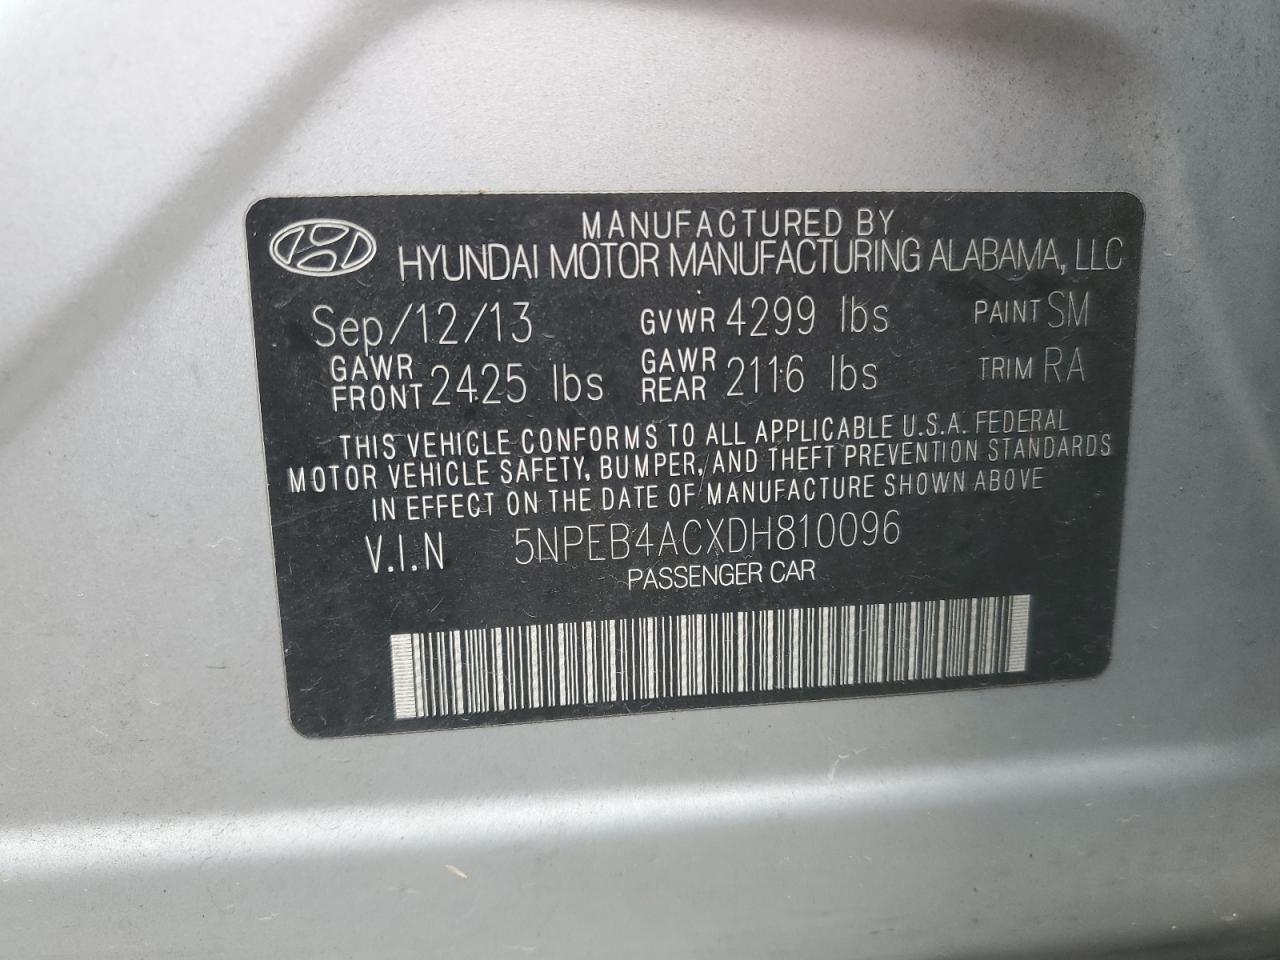 MANUFACTURED BY
HYUNDAI MOTOR MANUFACTURING ALABAMA, LLC
Sep/12/13 GVWR 4299 lbs PAINT SM
GAWR FRONT 2425 lbs GAWR REAR 2116 lbs TRIM RA
THIS VEHICLE CONFORMS TO ALL APPLICABLE U.S.A. FEDERAL
MOTOR VEHICLE SAFETY, BUMPER, AND THEFT PREVENTION STANDARDS
IN EFFECT ON THE DATE OF MANUFACTURE SHOWN ABOVE
V.I.N 5NPEB4ACXDH810096
PASSENGER CAR